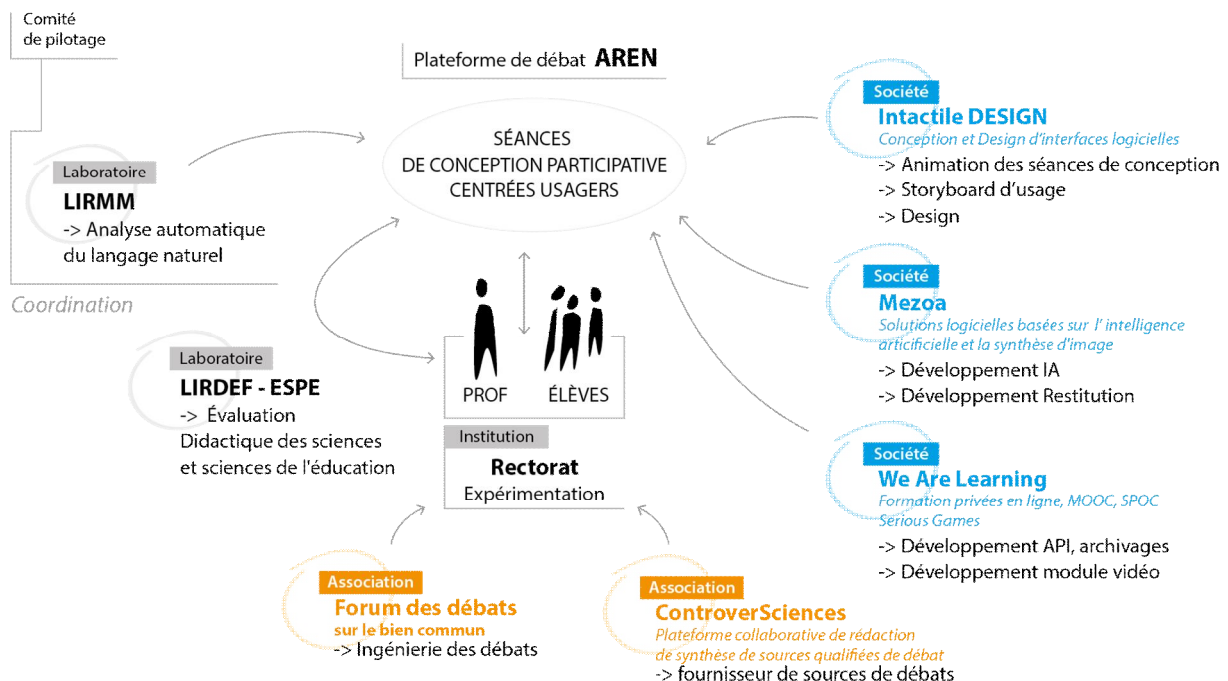 Comité
de pilotage
Plateforme de débat AREN
SÉANCES
DE CONCEPTION PARTICIPATIVE
CENTRÉES USAGERS
Laboratoire
LIRMM
-> Analyse automatique
du langage naturel
Coordination
Laboratoire
LIRDEF - ESPE
-> Évaluation
Didactique des sciences
et sciences de l'éducation
PROF
ÉLÈVES
Institution
Rectorat
Expérimentation
Société
Intactile DESIGN
Conception et Design d'interfaces logicielles
-> Animation des séances de conception
-> Storyboard d'usage
-> Design
Société
Mezoa
Solutions logicielles basées sur l' intelligence
articificielle et la synthèse d'image
-> Développement IA
-> Développement Restitution
Société
We Are Learning
Formation privées en ligne, MOOC, SPOC
Serious Games
-> Développement API, archivages
-> Développement module vidéo
Association
Forum des débats
sur le bien commun
-> Ingénierie des débats
Association
ControverSciences
Plateforme collaborative de rédaction
de synthèse de sources qualifiées de débat
-> fournisseur de sources de débats